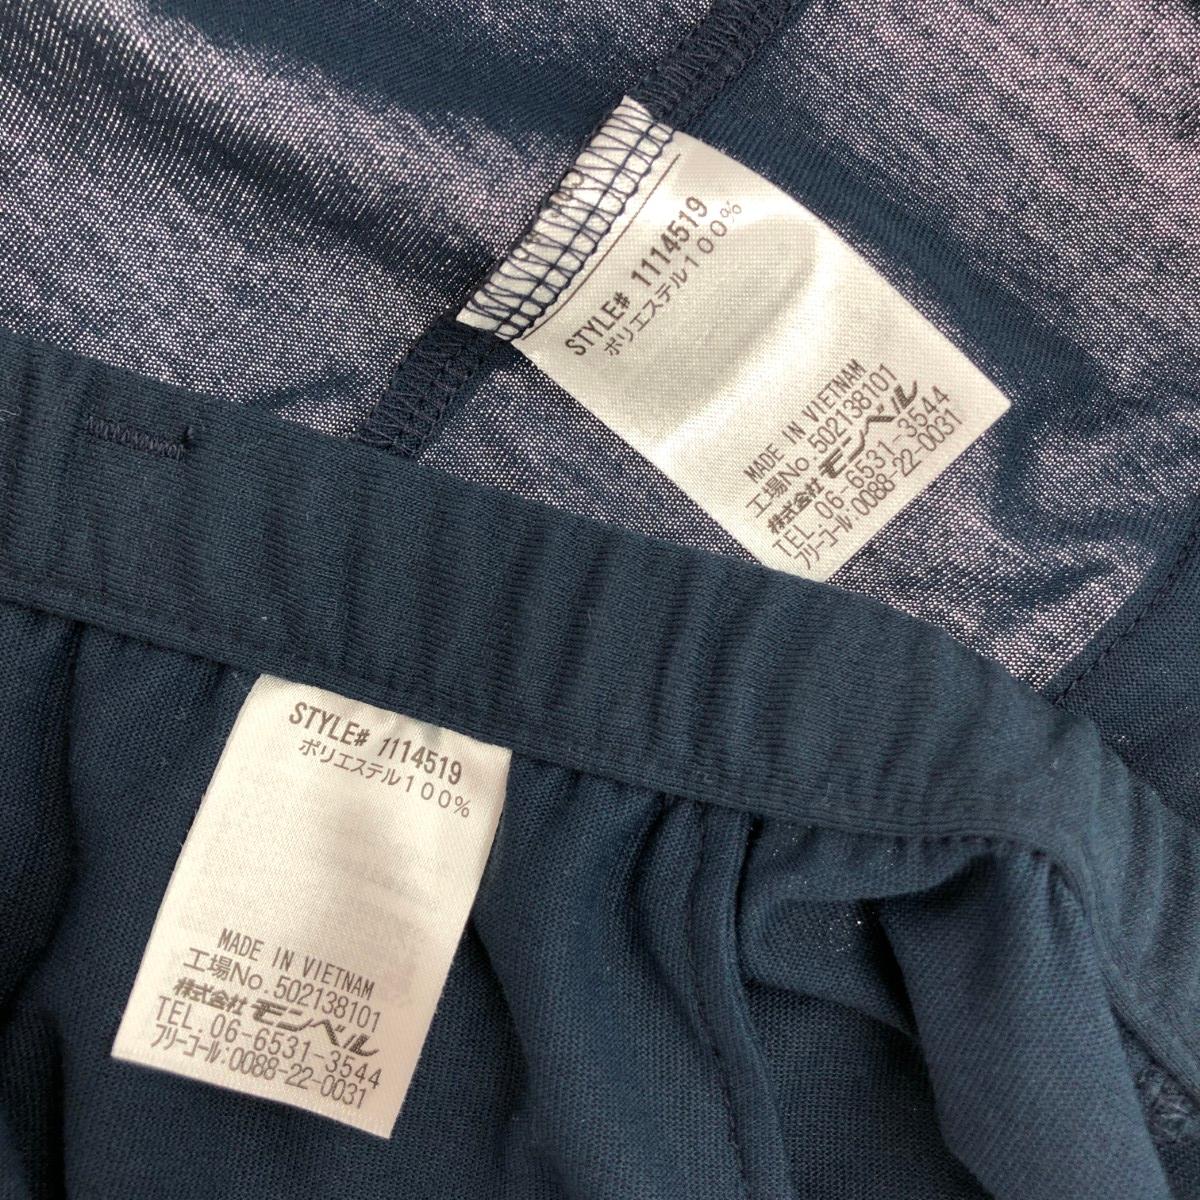 STYLE# 1114519
ポリエステル100%
MADE IN VIETNAM
工場No.502138101
株式会社モンベル
TEL.06-6531-3544
フリーコール:0088-22-0031
STYLE# 1114519
ポリエステル100%
MADE IN VIETNAM
工場No.502138101
株式会社モンベル
TEL.06-6531-3544
フリーコール:0088-22-0031